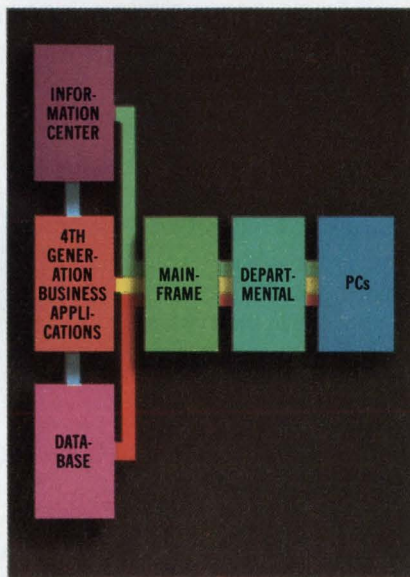 INFOR-
MATION
CENTER
4TH
GENER-
ATION
BUSINESS
APPLI-
CATIONS
MAIN-
FRAME
DEPART-
MENTAL
PCs
DATA-
BASE